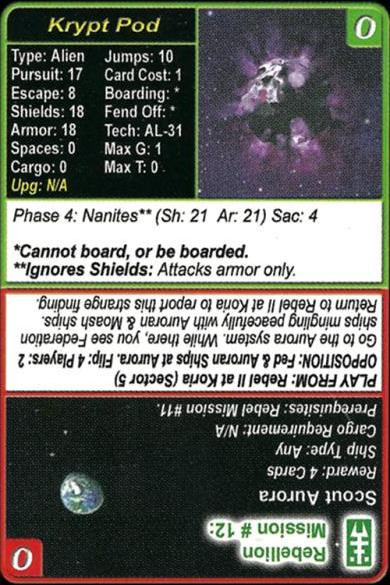 Krypt Pod
0
Type: Alien Jumps: 10
Pursuit: 17 Card Cost: 1
Escape: 8 Boarding: *
Shields: 18 Fend Off: *
Armor: 18 Tech: AL-31
Spaces: 0 Max G: 1
Cargo: 0 Max T: 0
Upg: N/A
Phase 4: Nanites** (Sh: 21 Ar: 21) Sac: 4
*Cannot board, or be boarded.
**Ignores Shields: Attacks armor only.
Rebellion
Mission # 12:
0
Scout Aurora
Reward: 4 Cards
Ship Type: Any
Cargo Requirement: N/A
Prerequisites: Rebel Mission #11.
PLAY FROM: Rebel at II at Koria (Sector 5)
OPPOSITION: Fed & Auroran Ships at Aurora. Flip: 4 Players: 2
Go to the Aurora system. While there, you see Federation
ships mingling peacefully with Auroran & Moash ships.
Return to Rebel II at Koria to report this strange finding.